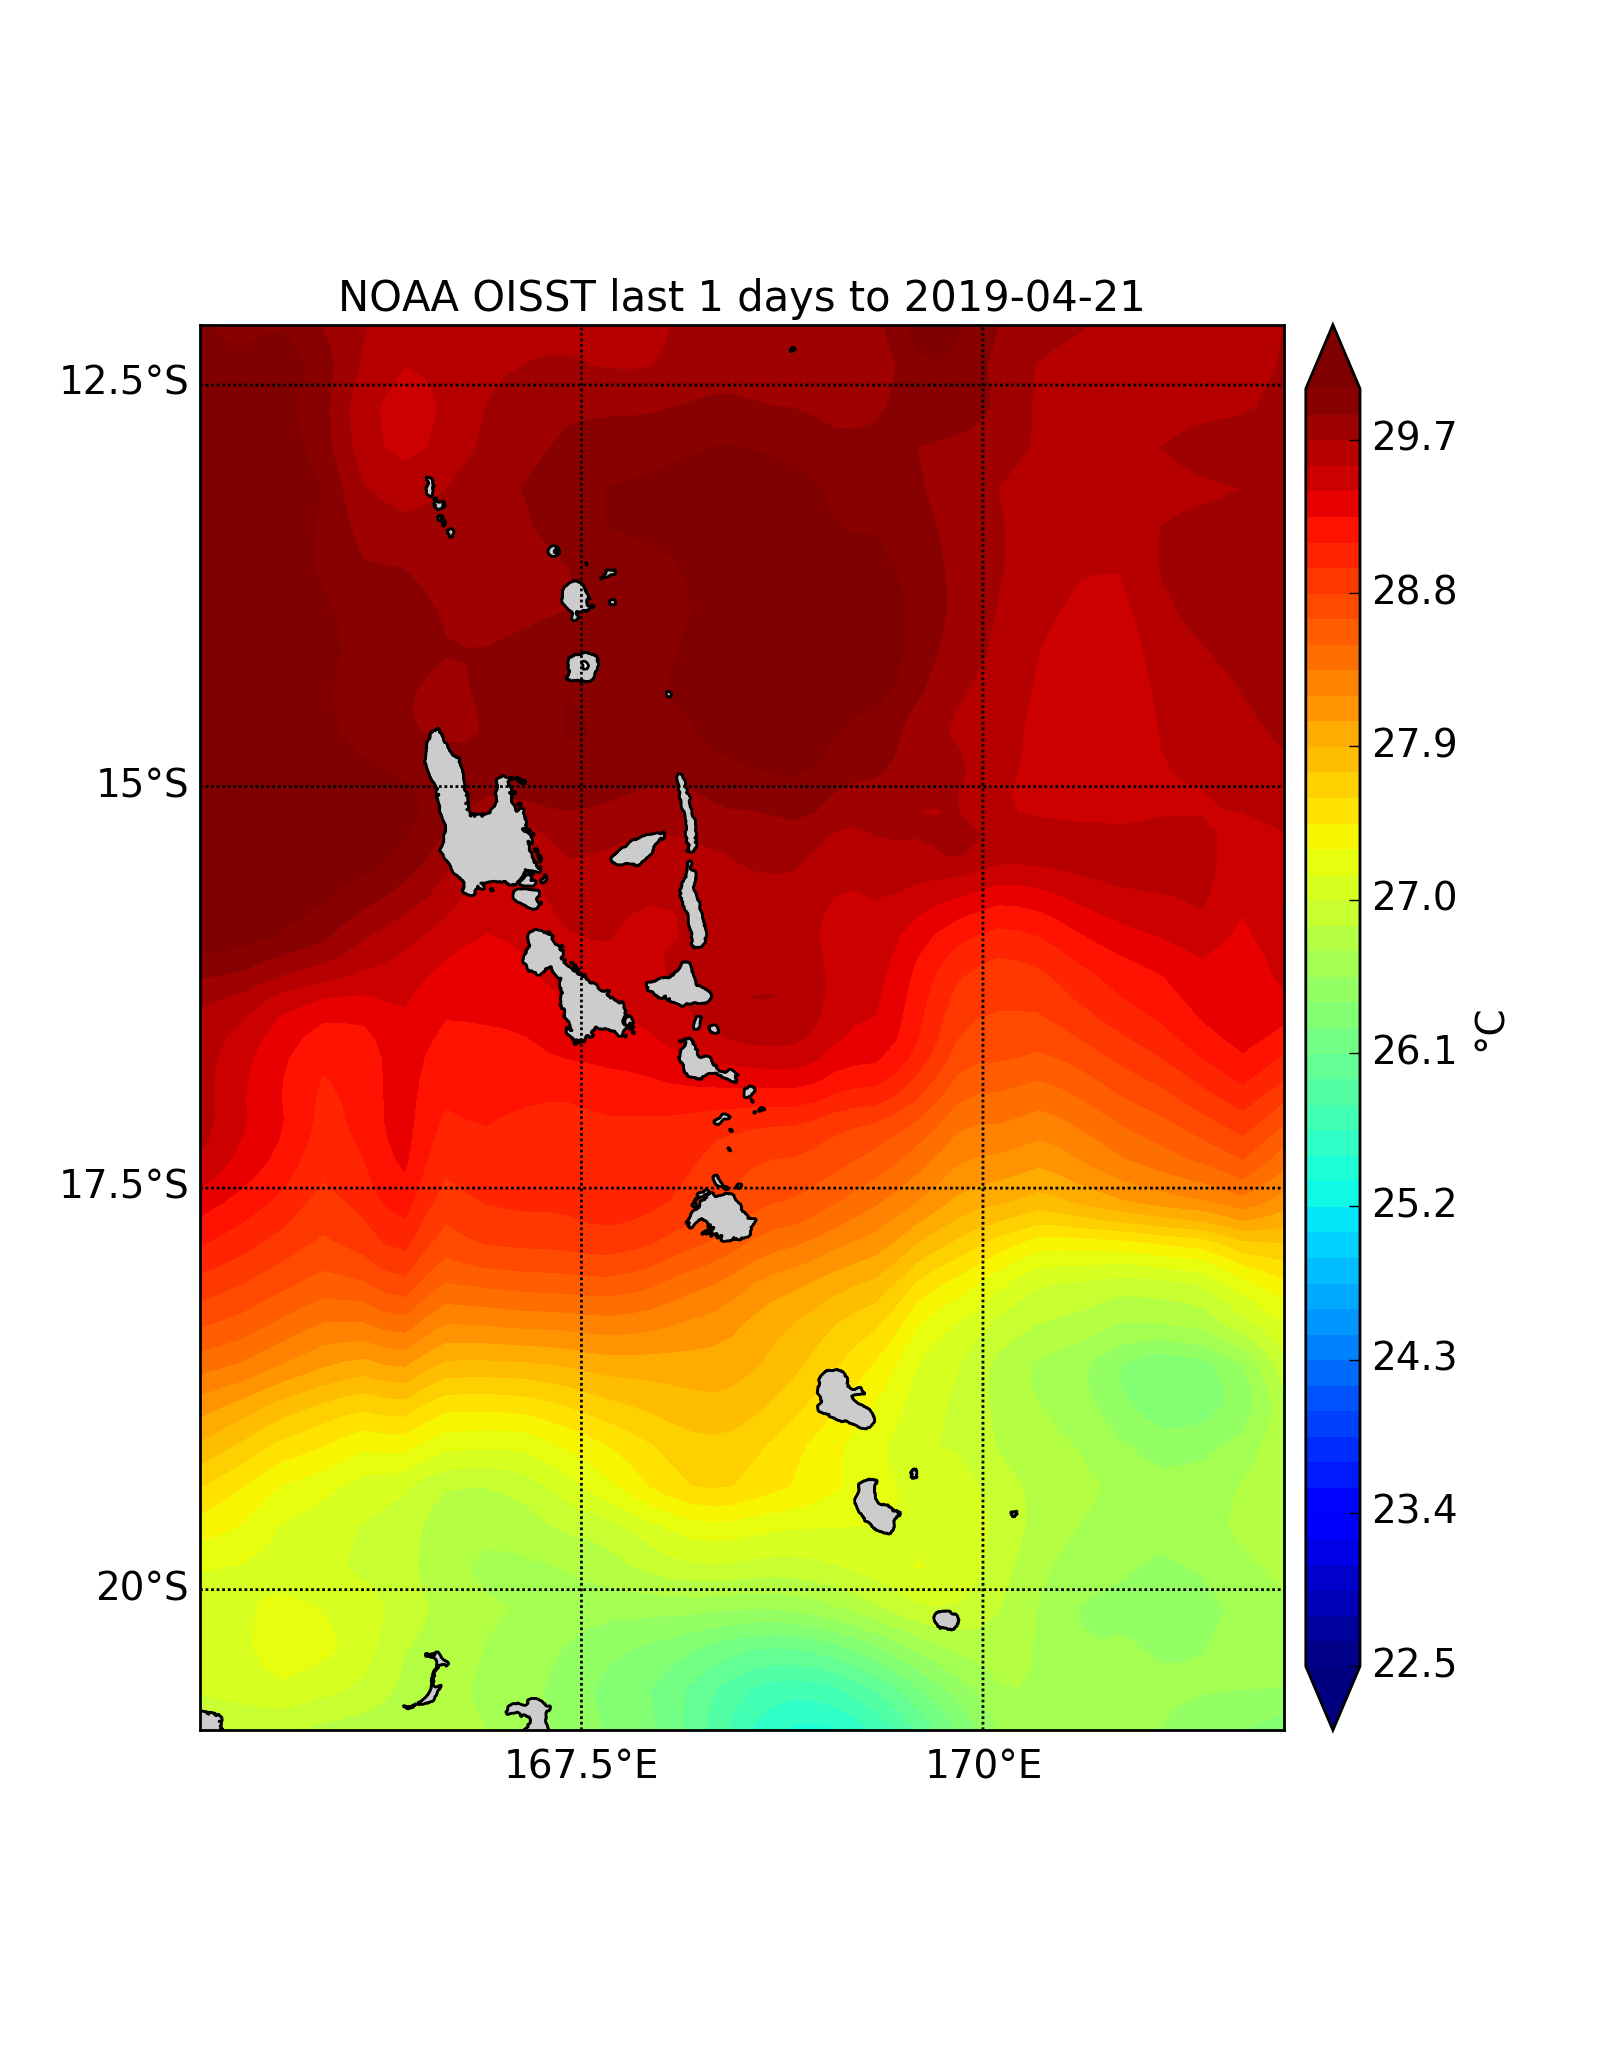 NOAA OISST last 1 days to 2019-04-21
12.5°S
15°S
17.5°S
20°S
167.5°E
170°E
29.7
28.8
27.9
27.0
26.1
25.2
24.3
23.4
22.5
°C